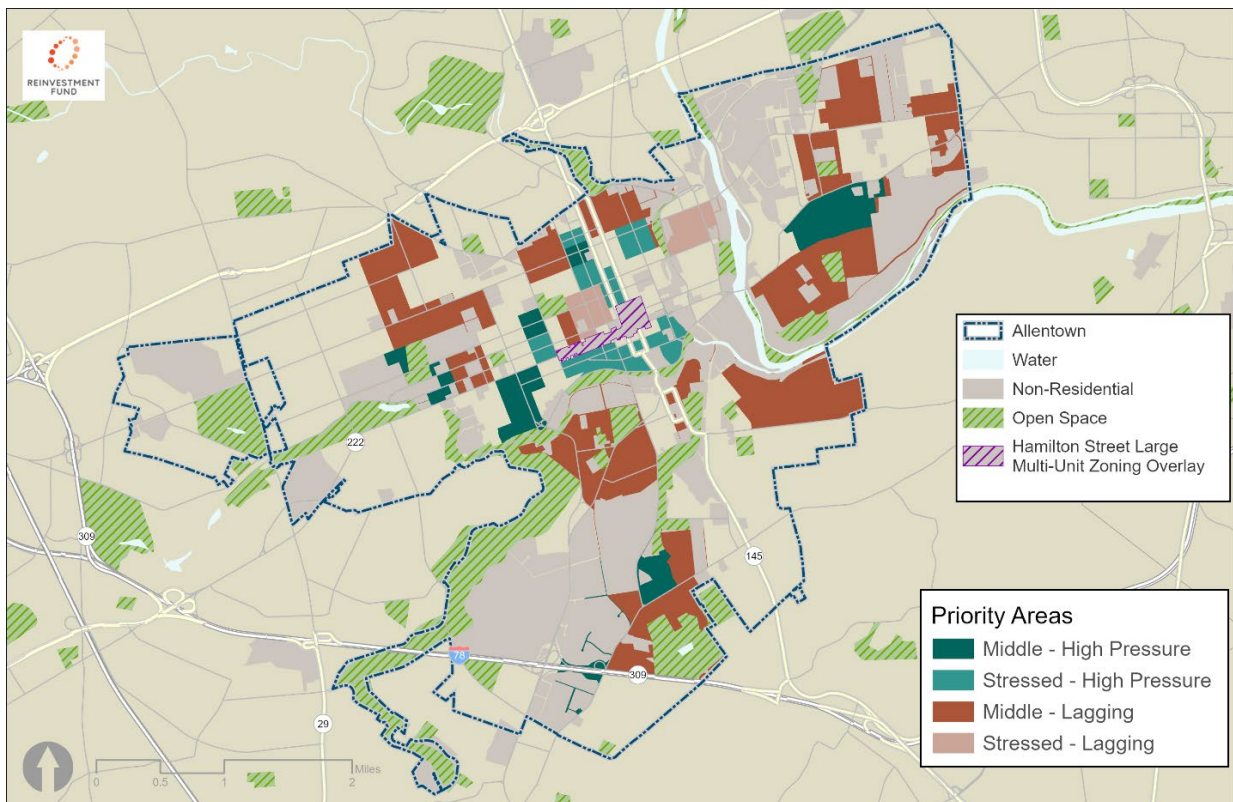 REINVESTMENT
FUND
Allentown
Water
Non-Residential
Open Space
Hamilton Street Large
Multi-Unit Zoning Overlay
222
309
145
78
309
29
Priority Areas
Middle - High Pressure
Stressed - High Pressure
Middle - Lagging
Stressed - Lagging
Miles
0 0.5 1 2